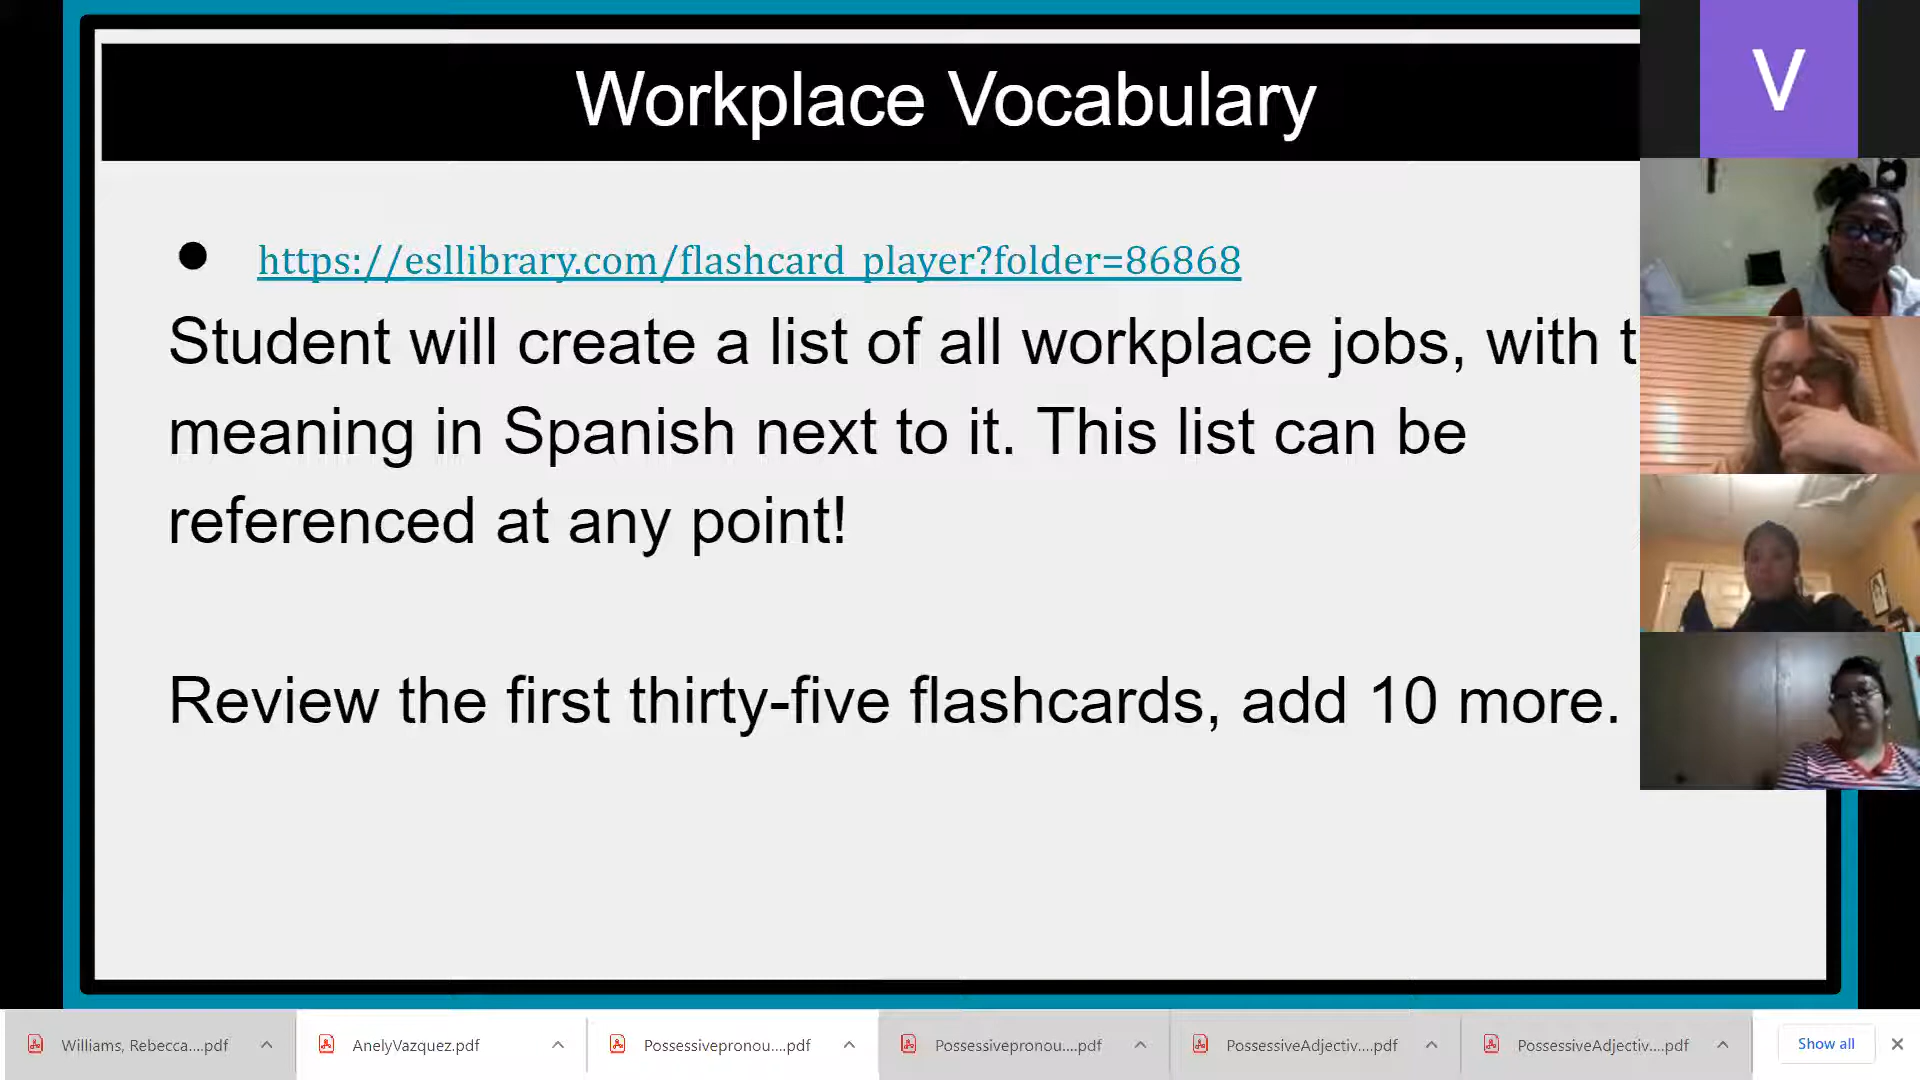 Workplace Vocabulary
V
● https://esllibrary.com/flashcard_player?folder=86868
Student will create a list of all workplace jobs, with t
meaning in Spanish next to it. This list can be
referenced at any point!
Review the first thirty-five flashcards, add 10 more.
Williams, Rebecca....pdf
AnelyVazquez.pdf
Possessivepronou....pdf
Possessivepronou....pdf
PossessiveAdjectiv....pdf
PossessiveAdjectiv....pdf
Show all